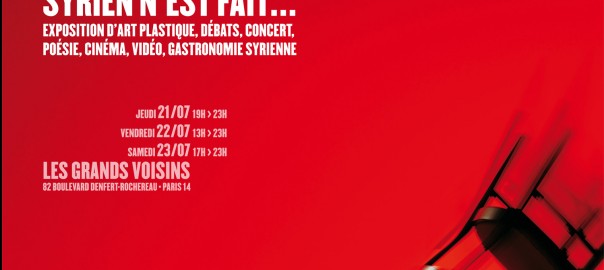 SYRIEN N'EST FAIT...
EXPOSITION D'ART PLASTIQUE, DÉBATS, CONCERT,
POÉSIE, CINÉMA, VIDÉO, GASTRONOMIE SYRIENNE
JEUDI 21/07 19H > 23H
VENDREDI 22/07 13H > 23H
SAMEDI 23/07 17H > 23H
LES GRANDS VOISINS
82 BOULEVARD DENFERT-ROCHEREAU • PARIS 14